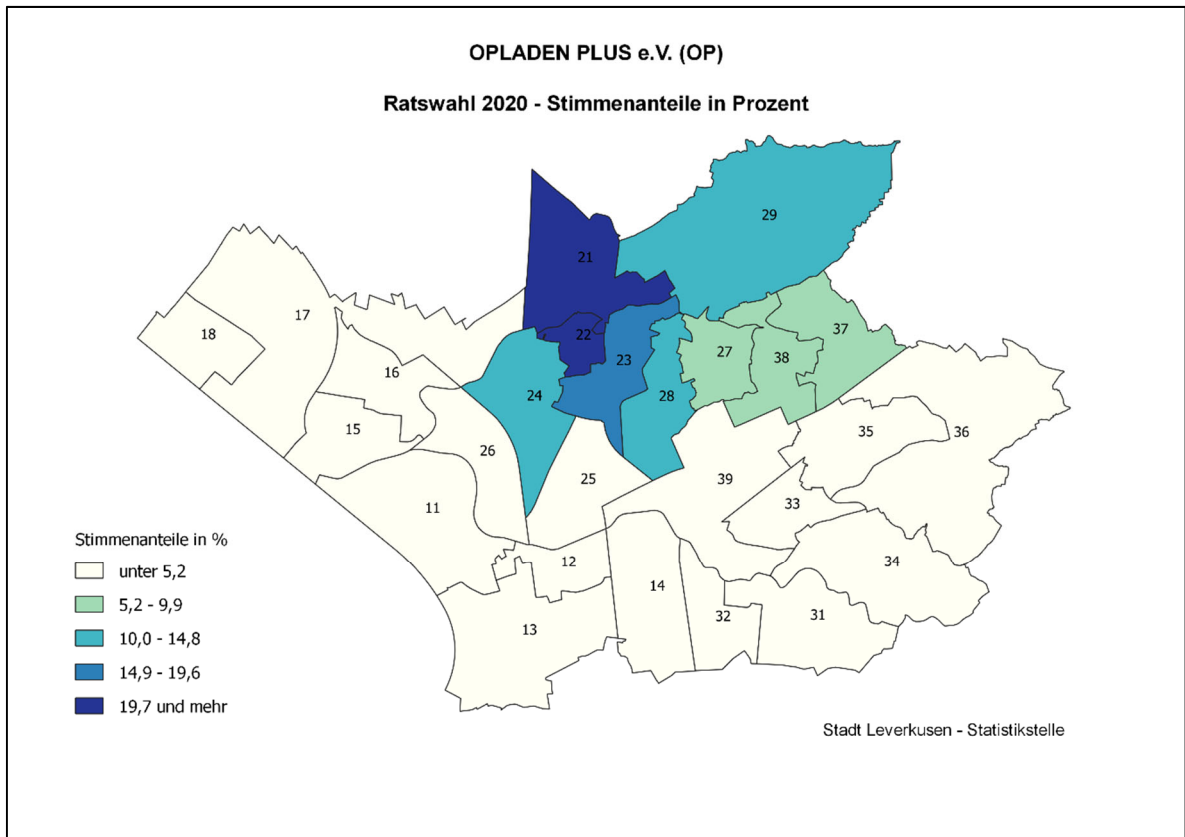 OPLADEN PLUS e.V. (OP)
Ratswahl 2020 - Stimmenanteile in Prozent
29
21
17
18
22
27
37
23
38
16
24
28
15
35
36
26
25
39
11
33
12
34
14
32
31
13
Stimmenanteile in %
unter 5,2
5,2 - 9,9
10,0 - 14,8
14,9 - 19,6
19,7 und mehr
Stadt Leverkusen - Statistikstelle